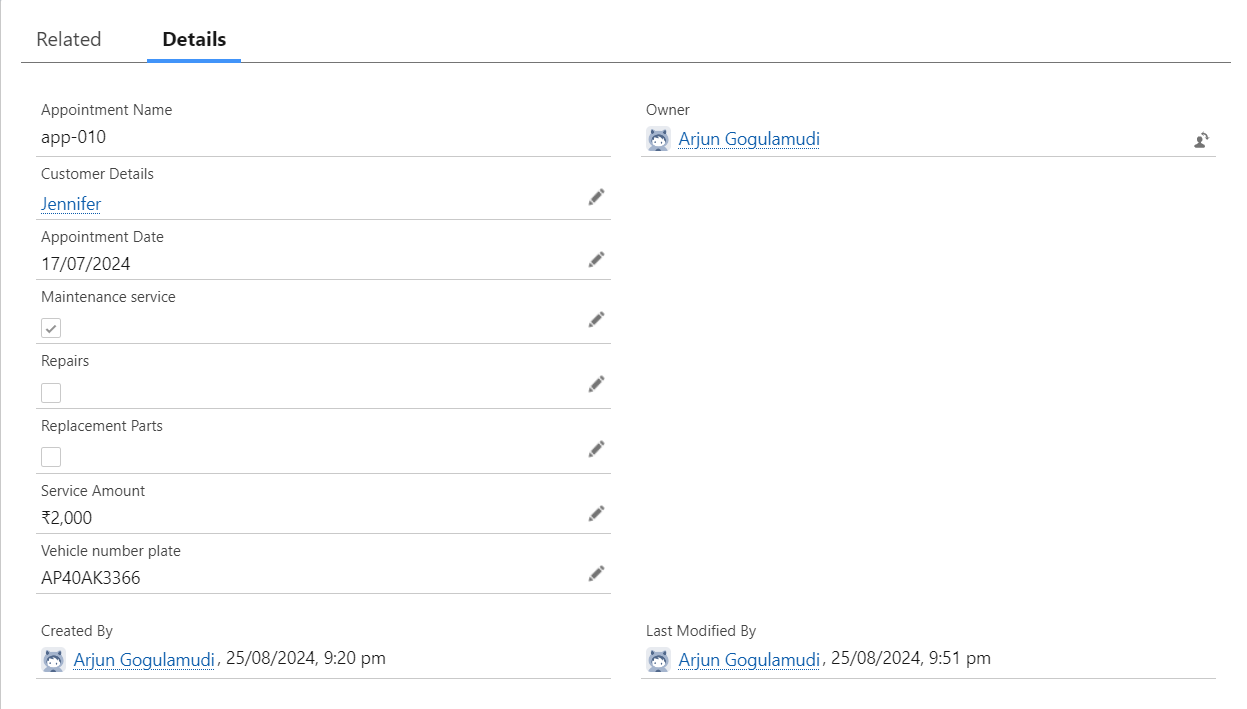 Related
Details
Appointment Name
app-010
Owner
Arjun Gogulamudi
Customer Details
Jennifer
Appointment Date
17/07/2024
Maintenance service
Repairs
Replacement Parts
Service Amount
₹2,000
Vehicle number plate
AP40AK3366
Created By
Arjun Gogulamudi, 25/08/2024, 9:20 pm
Last Modified By
Arjun Gogulamudi, 25/08/2024, 9:51 pm